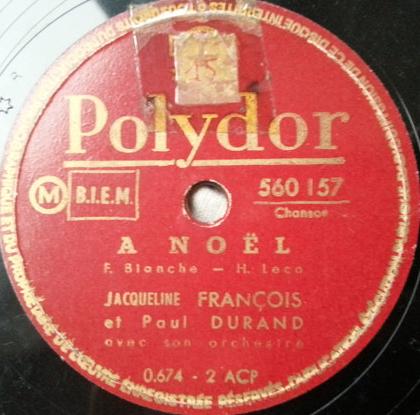 15
Polydor
M B.I.E.M. 560 157
Chanson
A NOËL
F. Blanche — H. Leca
JACQUELINE FRANÇOIS
et Paul DURAND
avec son orchestre
0.674 - 2 ACP